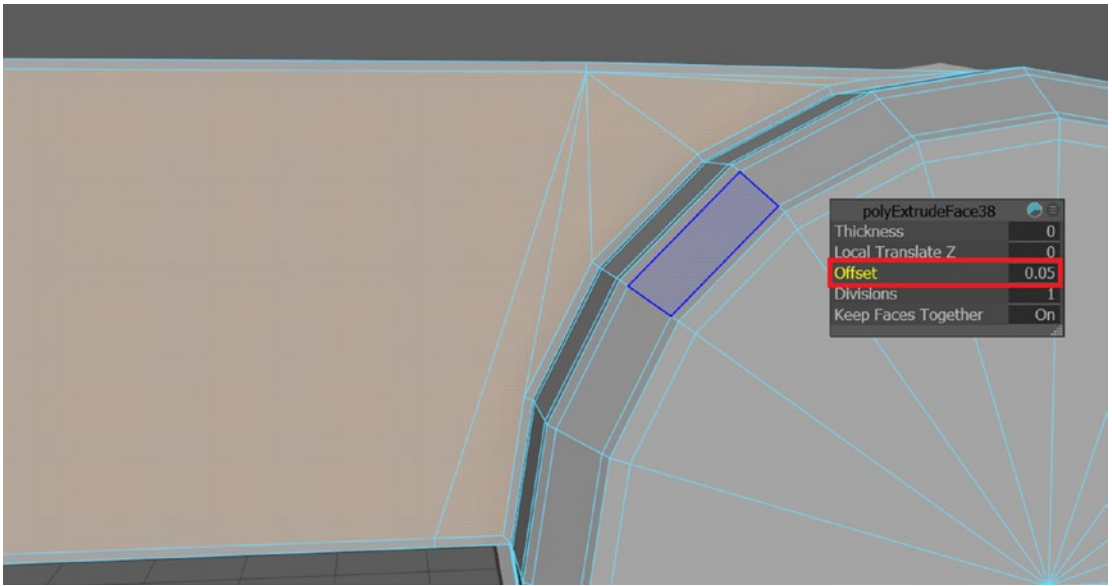 polyExtrudeFace38
Thickness 0
Local Translate Z 0
Offset 0.05
Divisions 1
Keep Faces Together On